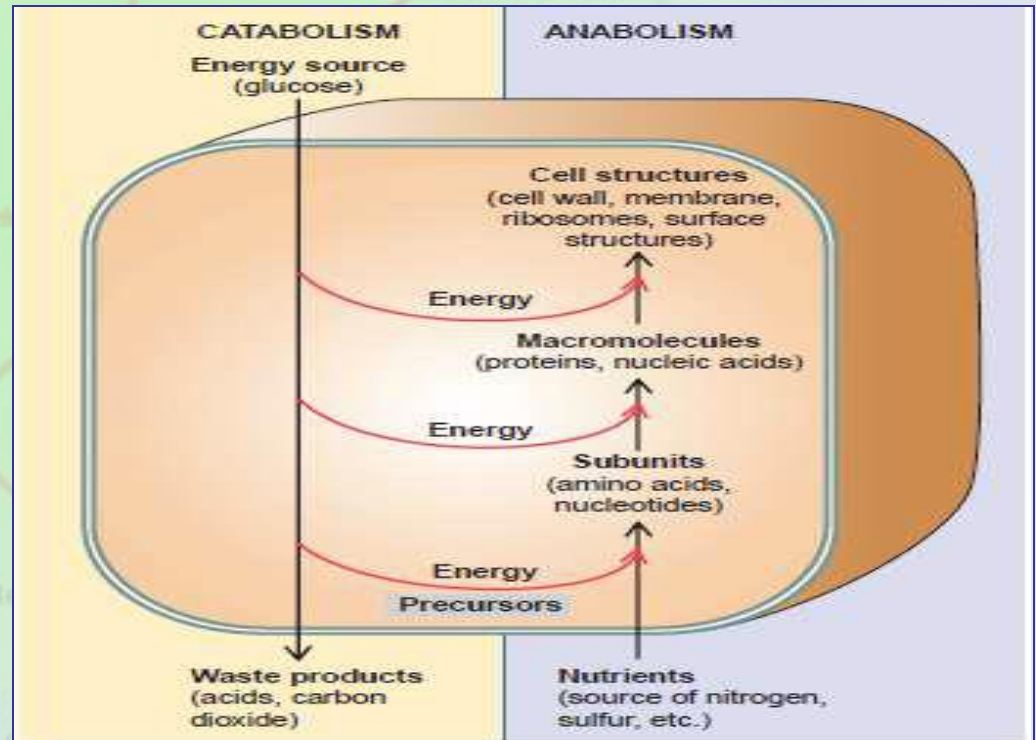 CATABOLISM
Energy source
(glucose)
ANABOLISM
Cell structures
(cell wall, membrane,
ribosomes, surface
structures)
Energy
Macromolecules
(proteins, nucleic acids)
Energy
Subunits
(amino acids,
nucleotides)
Energy
Precursors
Waste products
(acids, carbon
dioxide)
Nutrients
(source of nitrogen,
sulfur, etc.)